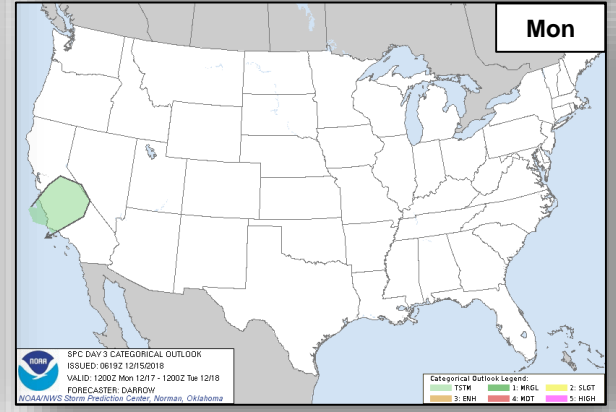 Mon
NOAA
SPC DAY 3 CATEGORICAL OUTLOOK
ISSUED: 0619Z 12/15/2018
VALID: 1200Z Mon 12/17 - 1200Z Tue 12/18
FORECASTER: DARROW
NOAA/NWS Storm Prediction Center, Norman, Oklahoma
Categorical Outlook Legend:
TSTM 1: MRGL 2: SLGT
3: ENH 4: MDT 5: HIGH